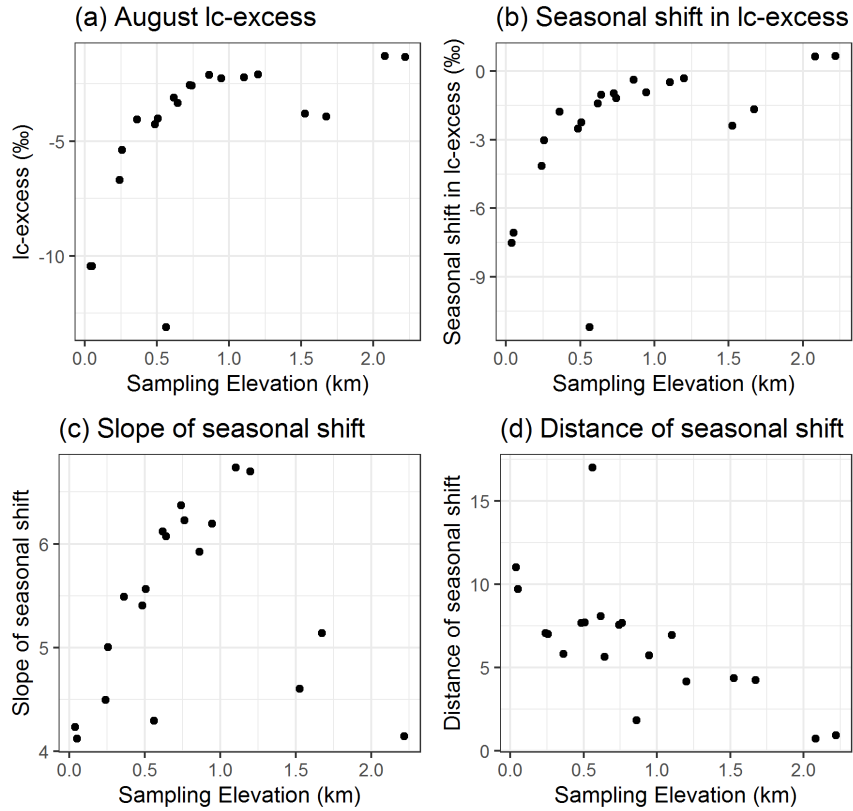 (a) August lc-excess
lc-excess (‰)
-5
-10
0.0 0.5 1.0 1.5 2.0
Sampling Elevation (km)
(b) Seasonal shift in lc-excess
Seasonal shift in lc-excess (‰)
0
-3
-6
-9
0.0 0.5 1.0 1.5 2.0
Sampling Elevation (km)
(c) Slope of seasonal shift
Slope of seasonal shift
6
5
4
0.0 0.5 1.0 1.5 2.0
Sampling Elevation (km)
(d) Distance of seasonal shift
Distance of seasonal shift
15
10
5
0
0.0 0.5 1.0 1.5 2.0
Sampling Elevation (km)